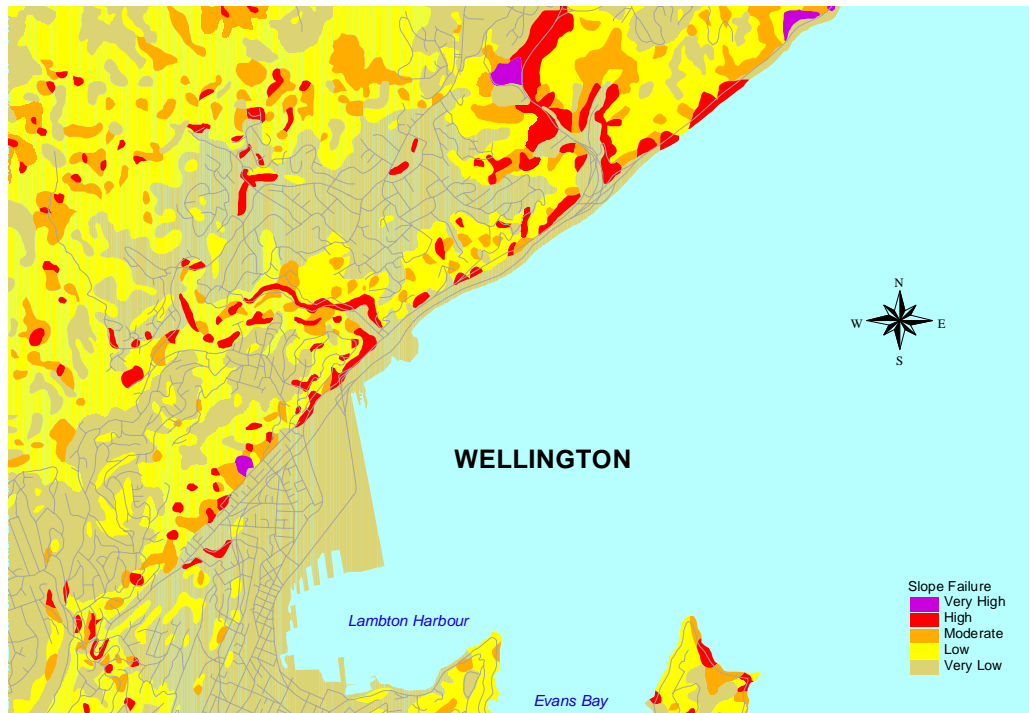 N
W E
S
WELLINGTON
Slope Failure
Very High
High
Moderate
Low
Very Low
Lambton Harbour
Evans Bay